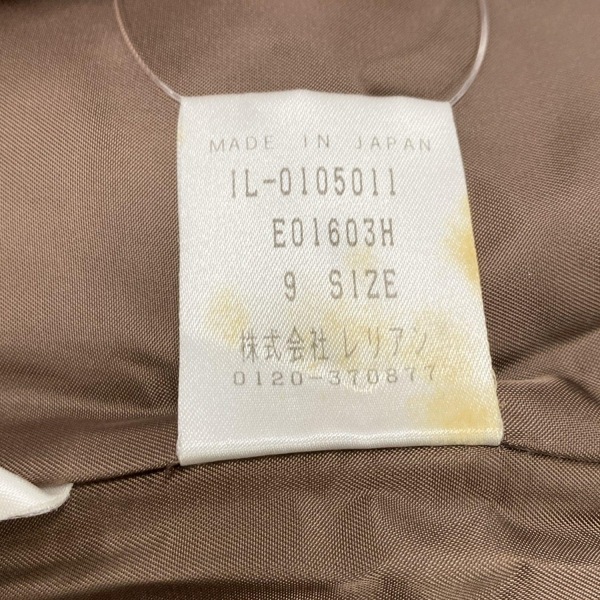 MADE IN JAPAN
IL-0105011
E01603H
9 SIZE
株式会社 レリアン
0120-370877